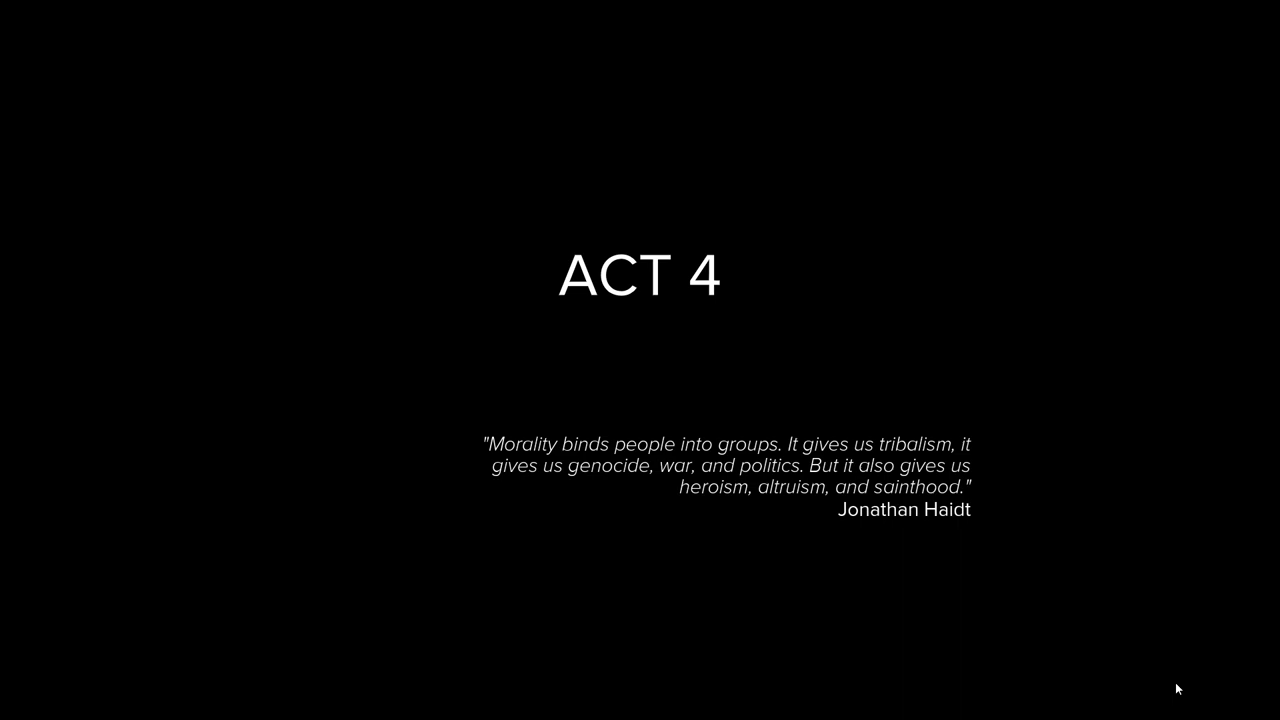 ACT 4
"Morality binds people into groups. It gives us tribalism, it
gives us genocide, war, and politics. But it also gives us
heroism, altruism, and sainthood."
Jonathan Haidt